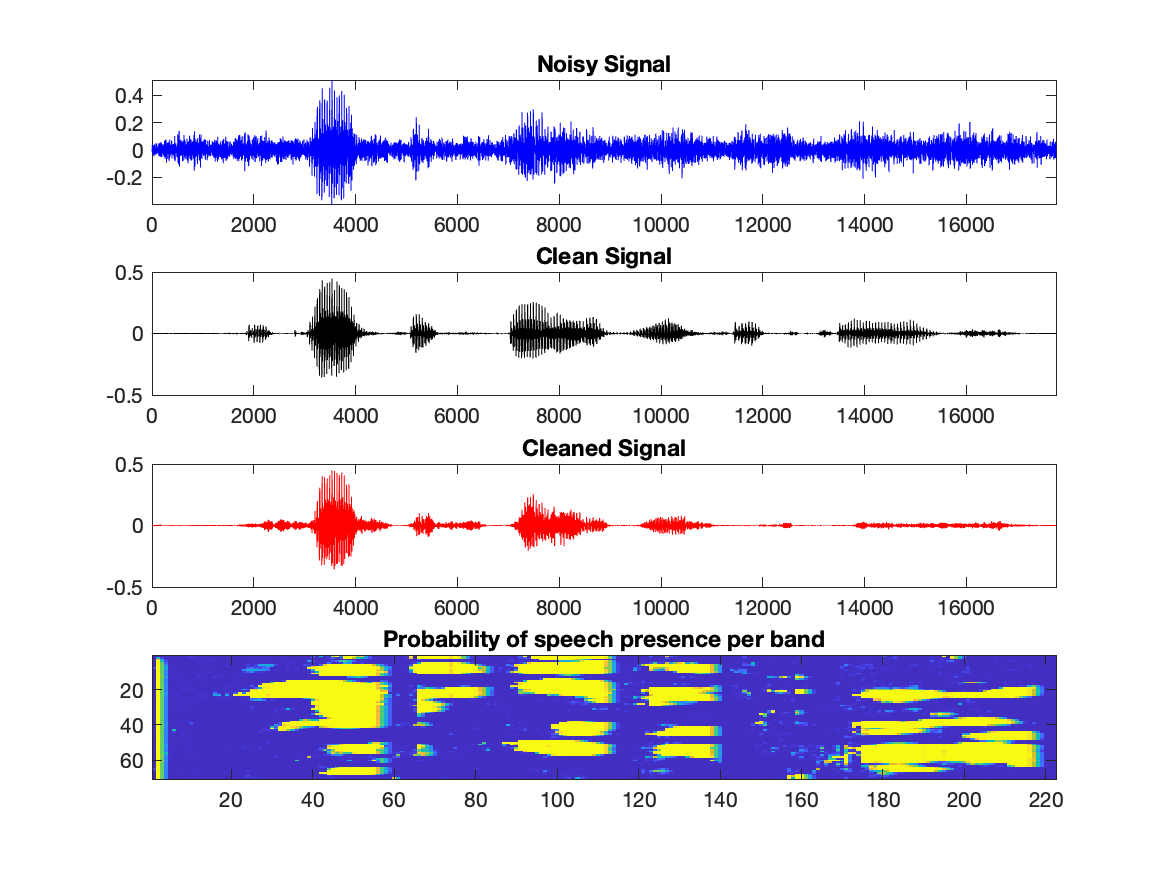 Noisy Signal
0.4
0.2
0
-0.2
0 2000 4000 6000 8000 10000 12000 14000 16000
Clean Signal
0.5
0
-0.5
0 2000 4000 6000 8000 10000 12000 14000 16000
Cleaned Signal
0.5
0
-0.5
0 2000 4000 6000 8000 10000 12000 14000 16000
Probability of speech presence per band
20
40
60
20 40 60 80 100 120 140 160 180 200 220